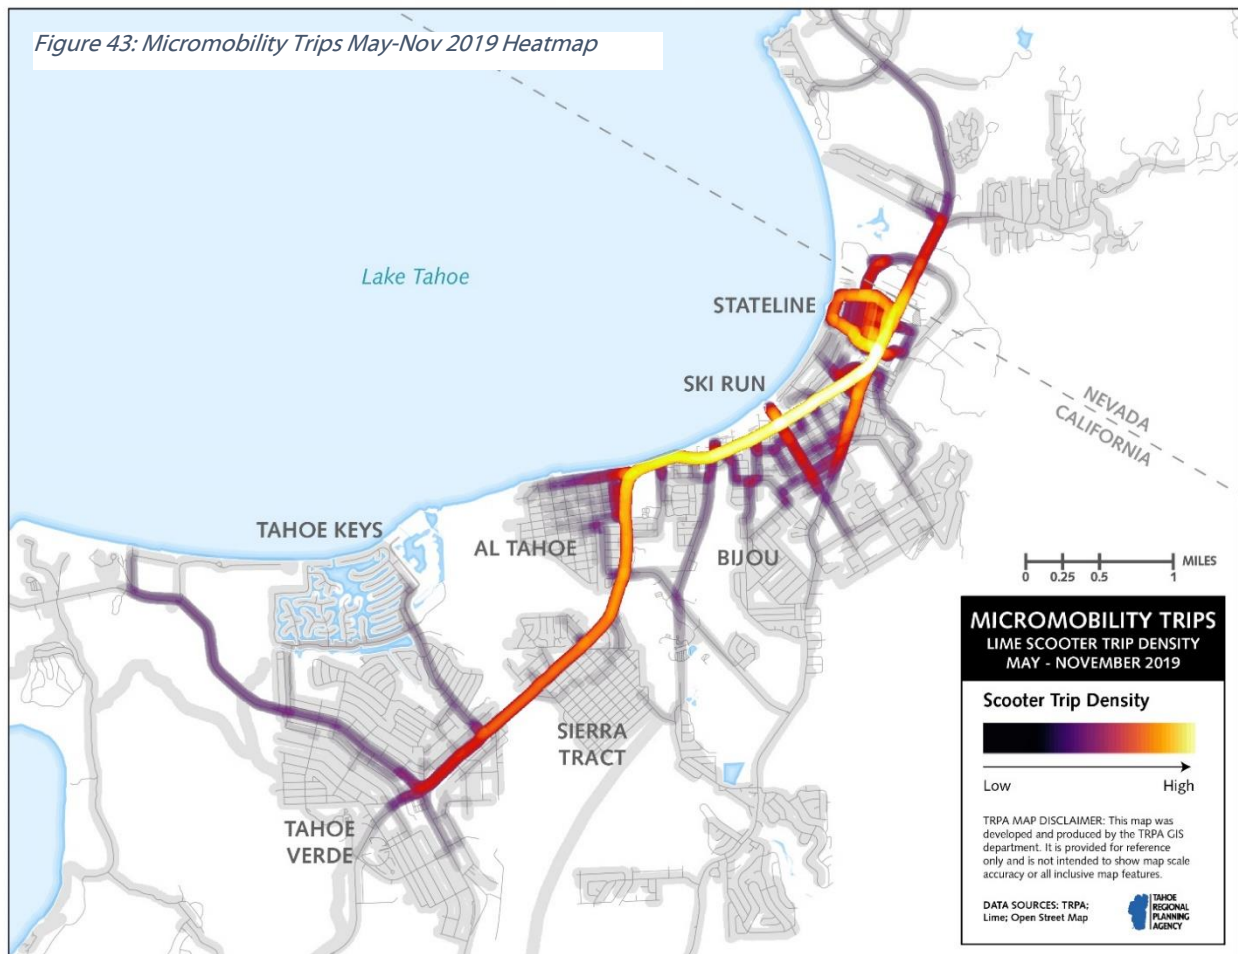 Figure 43: Micromobility Trips May-Nov 2019 Heatmap
Lake Tahoe
STATELINE
SKI RUN
NEVADA
CALIFORNIA
TAHOE KEYS
AL TAHOE
BIJOU
SIERRA
TRACT
TAHOE
VERDE
MILES
0 0.25 0.5 1
MICROMOBILITY TRIPS
LIME SCOOTER TRIP DENSITY
MAY - NOVEMBER 2019
Scooter Trip Density
Low High
TRPA MAP DISCLAIMER: This map was
developed and produced by the TRPA GIS
department. It is provided for reference
only and is not intended to show map scale
accuracy or all inclusive map features.
DATA SOURCES: TRPA;
Lime; Open Street Map
TAHOE
REGIONAL
PLANNING
AGENCY